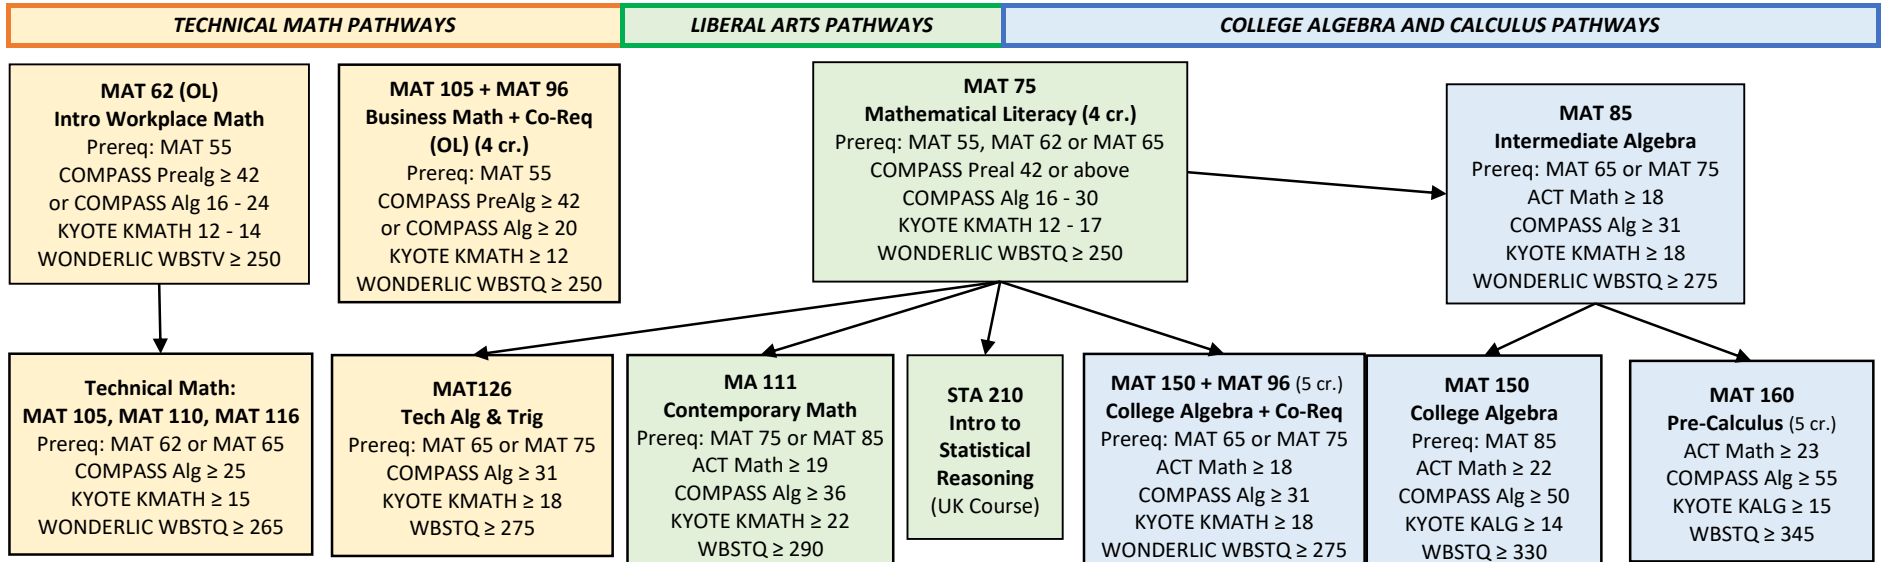 TECHNICAL MATH PATHWAYS
LIBERAL ARTS PATHWAYS
COLLEGE ALGEBRA AND CALCULUS PATHWAYS
MAT 62 (OL)
Intro Workplace Math
Prereq: MAT 55
COMPASS Prealg ≥ 42
or COMPASS Alg 16 - 24
KYOTE KMATH 12 - 14
WONDERLIC WBSTV ≥ 250
MAT 105 + MAT 96
Business Math + Co-Req
(OL) (4 cr.)
Prereq: MAT 55
COMPASS PreAlg ≥ 42
or COMPASS Alg ≥ 20
KYOTE KMATH ≥ 12
WONDERLIC WBSTQ ≥ 250
MAT 75
Mathematical Literacy (4 cr.)
Prereq: MAT 55, MAT 62 or MAT 65
COMPASS Preal 42 or above
COMPASS Alg 16 - 30
KYOTE KMATH 12 - 17
WONDERLIC WBSTQ ≥ 250
MAT 85
Intermediate Algebra
Prereq: MAT 65 or MAT 75
ACT Math ≥ 18
COMPASS Alg ≥ 31
KYOTE KMATH ≥ 18
WONDERLIC WBSTQ ≥ 275
Technical Math:
MAT 105, MAT 110, MAT 116
Prereq: MAT 62 or MAT 65
COMPASS Alg ≥ 25
KYOTE KMATH ≥ 15
WONDERLIC WBSTQ ≥ 265
MAT126
Tech Alg & Trig
Prereq: MAT 65 or MAT 75
COMPASS Alg ≥ 31
KYOTE KMATH ≥ 18
WBSTQ ≥ 275
MA 111
Contemporary Math
Prereq: MAT 75 or MAT 85
ACT Math ≥ 19
COMPASS Alg ≥ 36
KYOTE KMATH ≥ 22
WBSTQ ≥ 290
STA 210
Intro to
Statistical
Reasoning
(UK Course)
MAT 150 + MAT 96 (5 cr.)
College Algebra + Co-Req
Prereq: MAT 65 or MAT 75
ACT Math ≥ 18
COMPASS Alg ≥ 31
KYOTE KMATH ≥ 18
WONDERLIC WBSTQ ≥ 275
MAT 150
College Algebra
Prereq: MAT 85
ACT Math ≥ 22
COMPASS Alg ≥ 50
KYOTE KALG ≥ 14
WBSTQ ≥ 330
MAT 160
Pre-Calculus (5 cr.)
ACT Math ≥ 23
COMPASS Alg ≥ 55
KYOTE KALG ≥ 15
WBSTQ ≥ 345